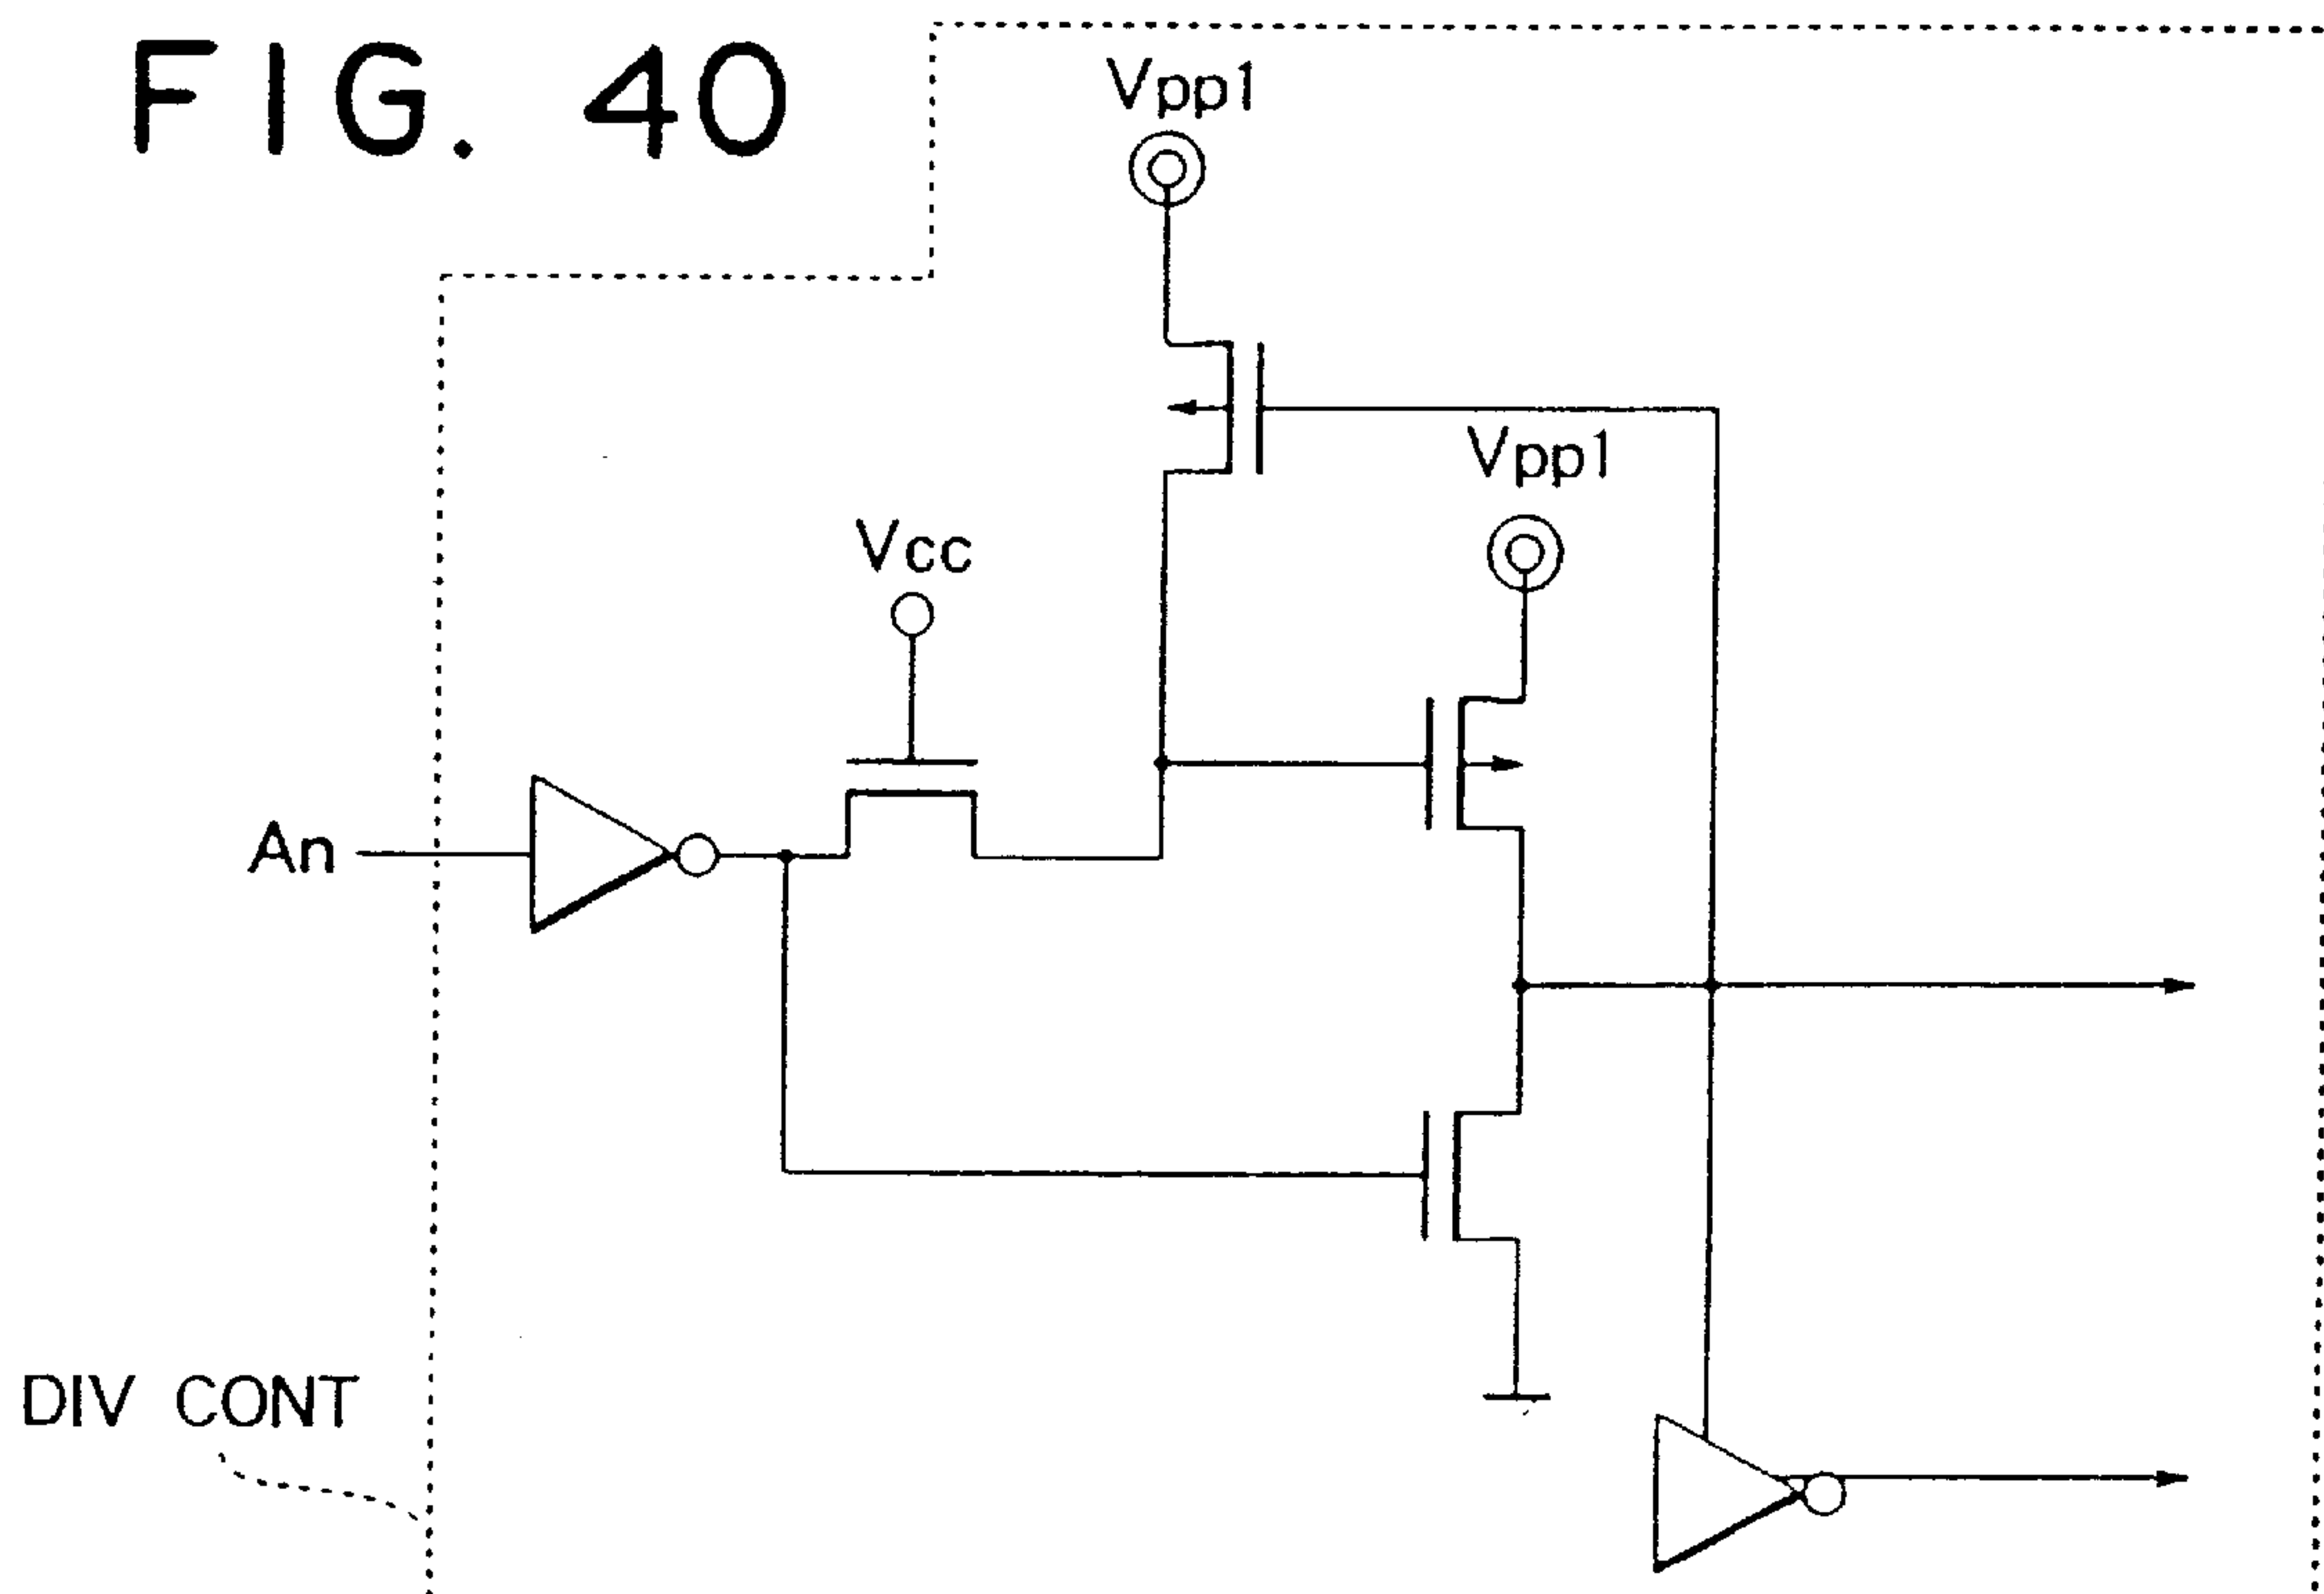 FIG. 40
Vpp1
Vpp1
Vcc
An
DIV CONT